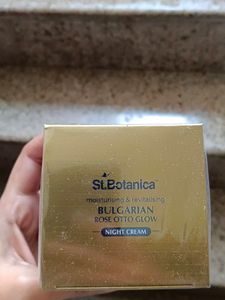 St.Botanica
moisturising & revitalising
BULGARIAN
ROSE OTTO GLOW
NIGHT CREAM